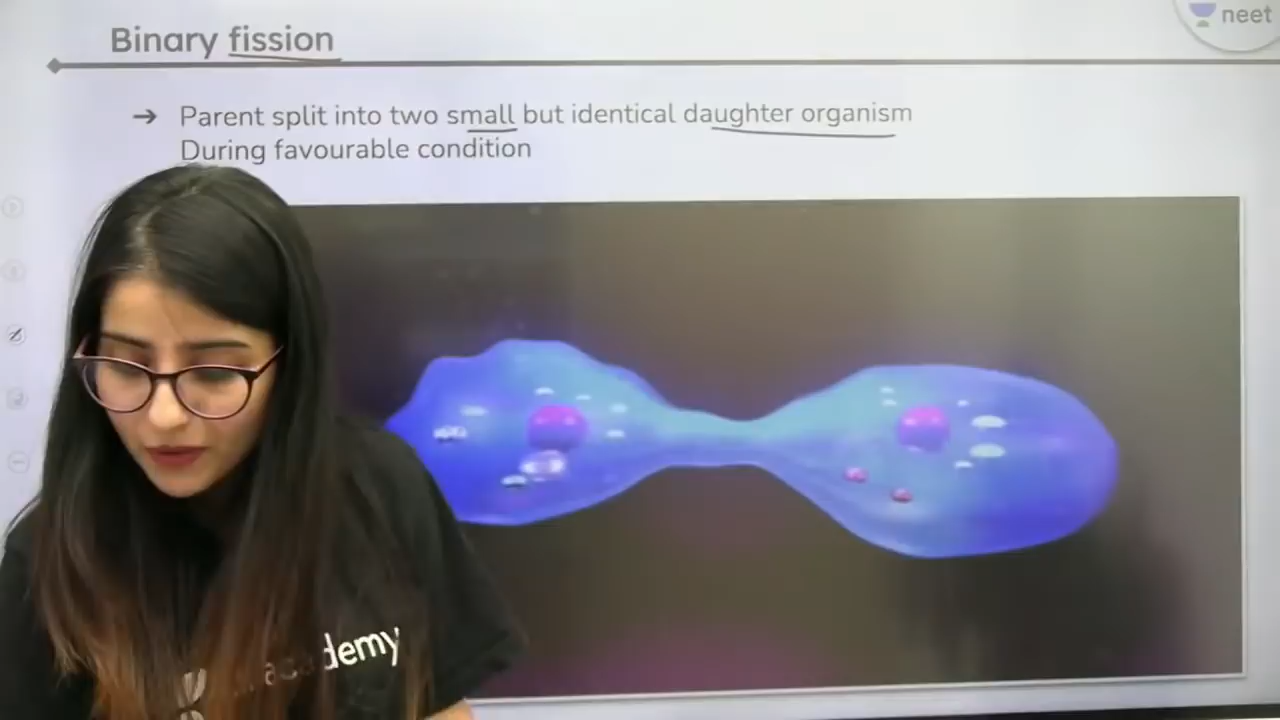 Binary fission
neet
➔ Parent split into two small but identical daughter organism
During favourable condition
demy